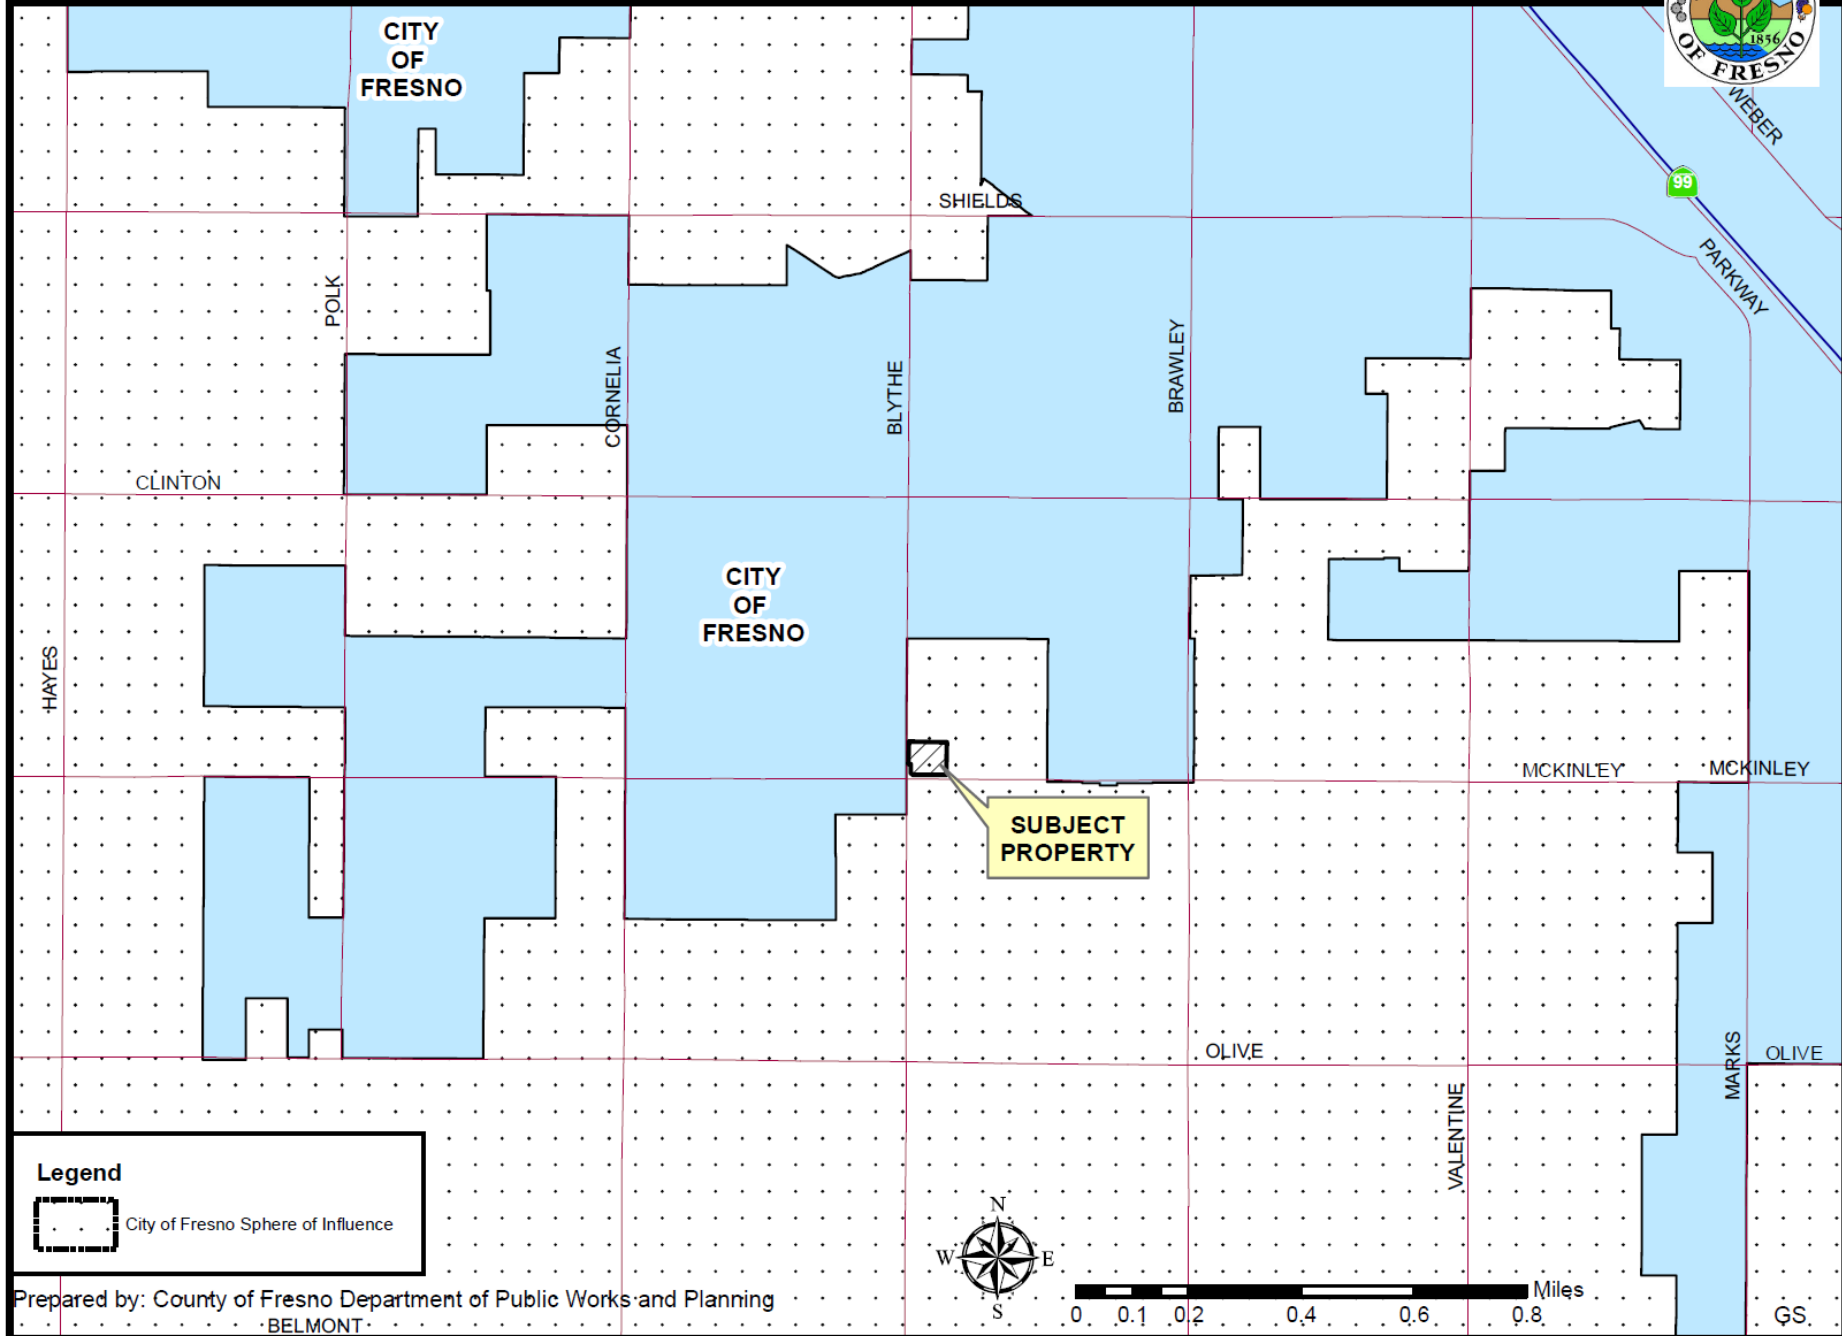 CITY
OF
FRESNO
1856
OF FRESNO
WEBER
99
SHIELDS
PARKWAY
POLK
CORNELIA
BLYTHE
BRAWLEY
CLINTON
CITY
OF
FRESNO
HAYES
MCKINLEY
MCKINLEY
SUBJECT
PROPERTY
OLIVE
MARKS
OLIVE
VALENTINE
Legend
City of Fresno Sphere of Influence
N
W
E
S
Miles
0 0.1 0.2 0.4 0.6 0.8
Prepared by: County of Fresno Department of Public Works and Planning
GS
BELMONT